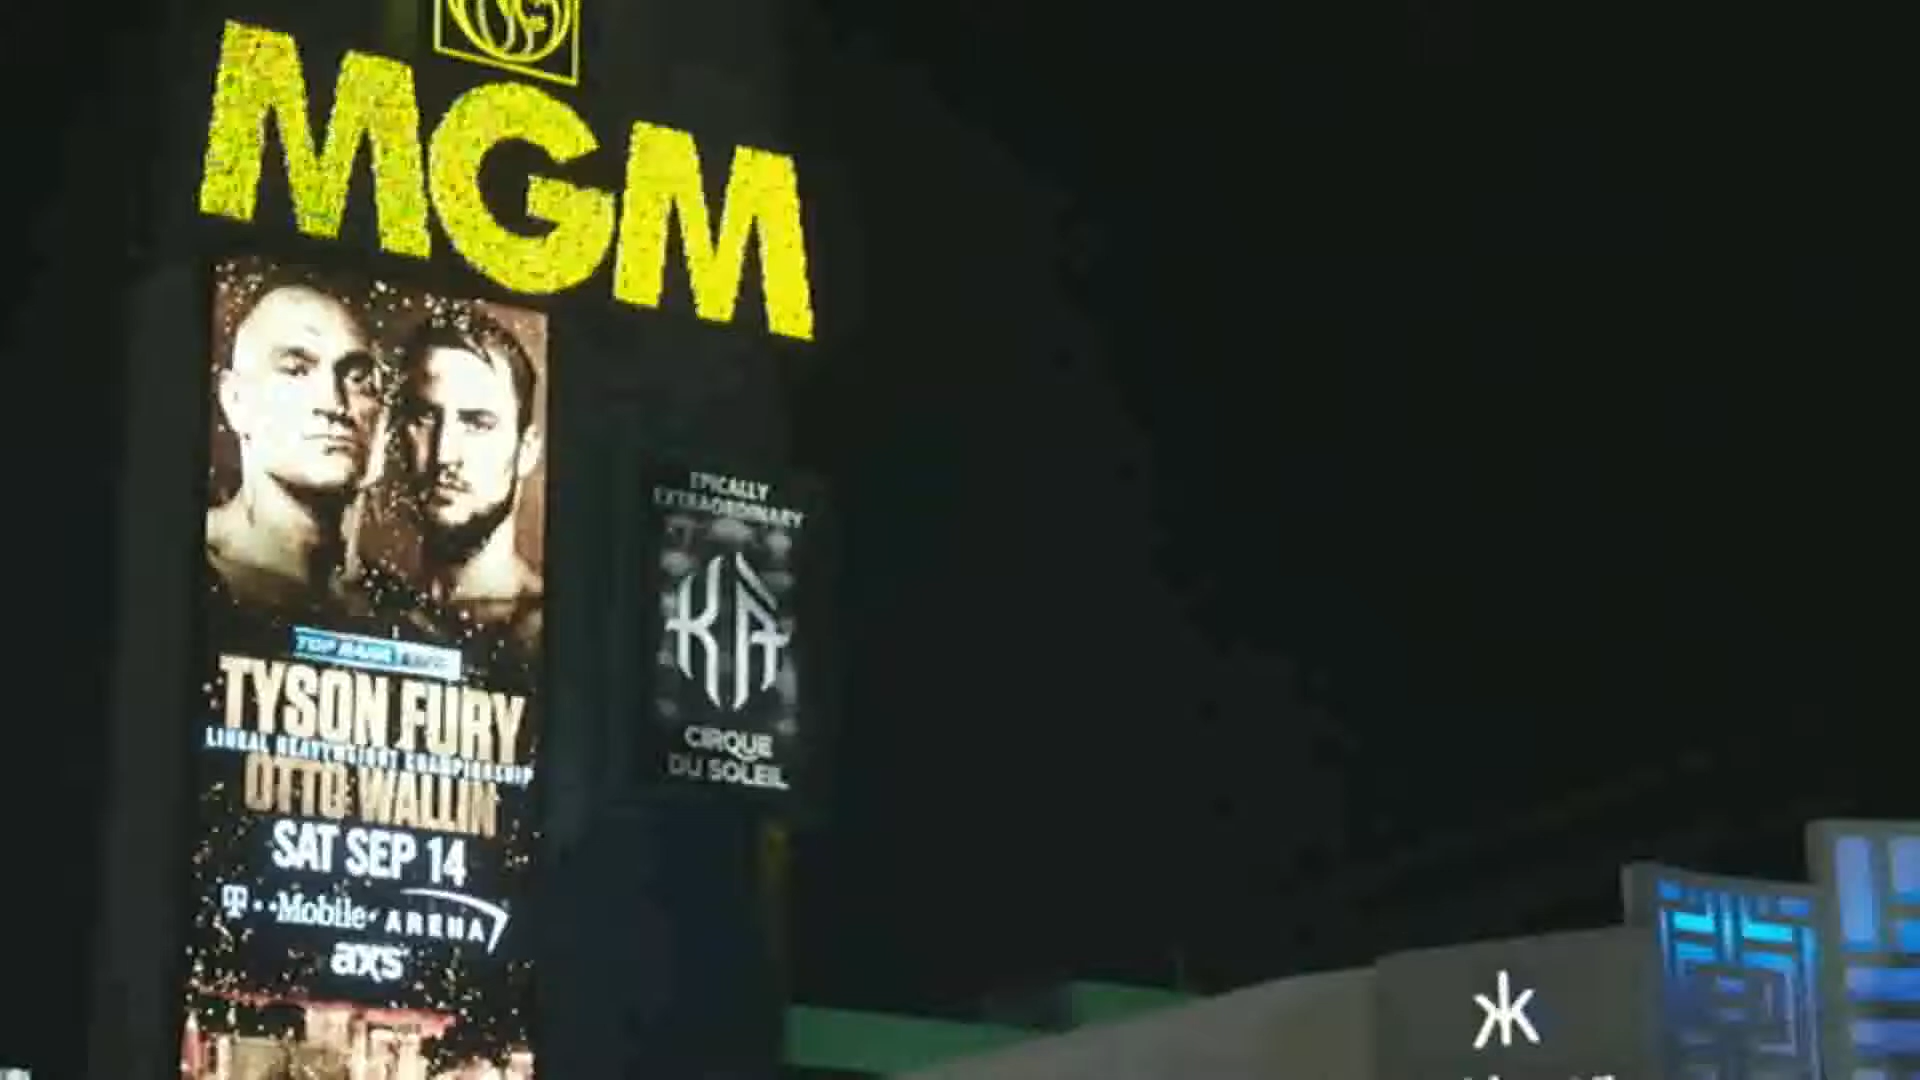 MGM
TOP RANK
TYSON FURY
LINEAL HEAVYWEIGHT CHAMPIONSHIP
OTTO WALLIN
SAT SEP 14
T··Mobile· ARENA
axs
EPICALLY
EXTRAORDINARY
KÀ
CIRQUE
DU SOLEIL